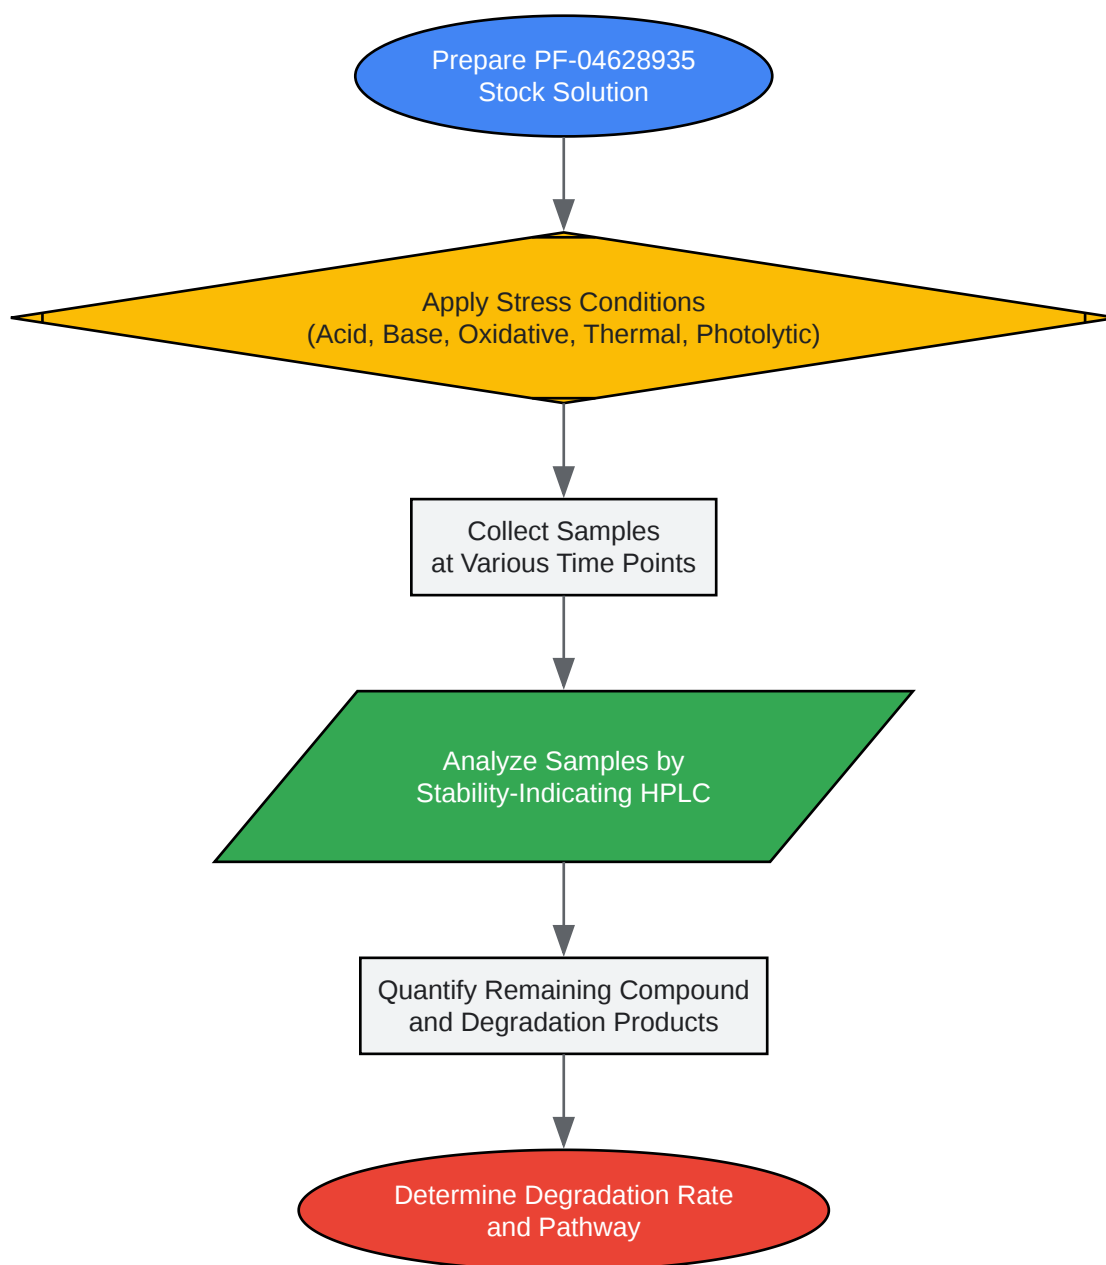 Prepare PF-04628935
Stock Solution
Apply Stress Conditions
(Acid, Base, Oxidative, Thermal, Photolytic)
Collect Samples
at Various Time Points
Analyze Samples by
Stability-Indicating HPLC
Quantify Remaining Compound
and Degradation Products
Determine Degradation Rate
and Pathway